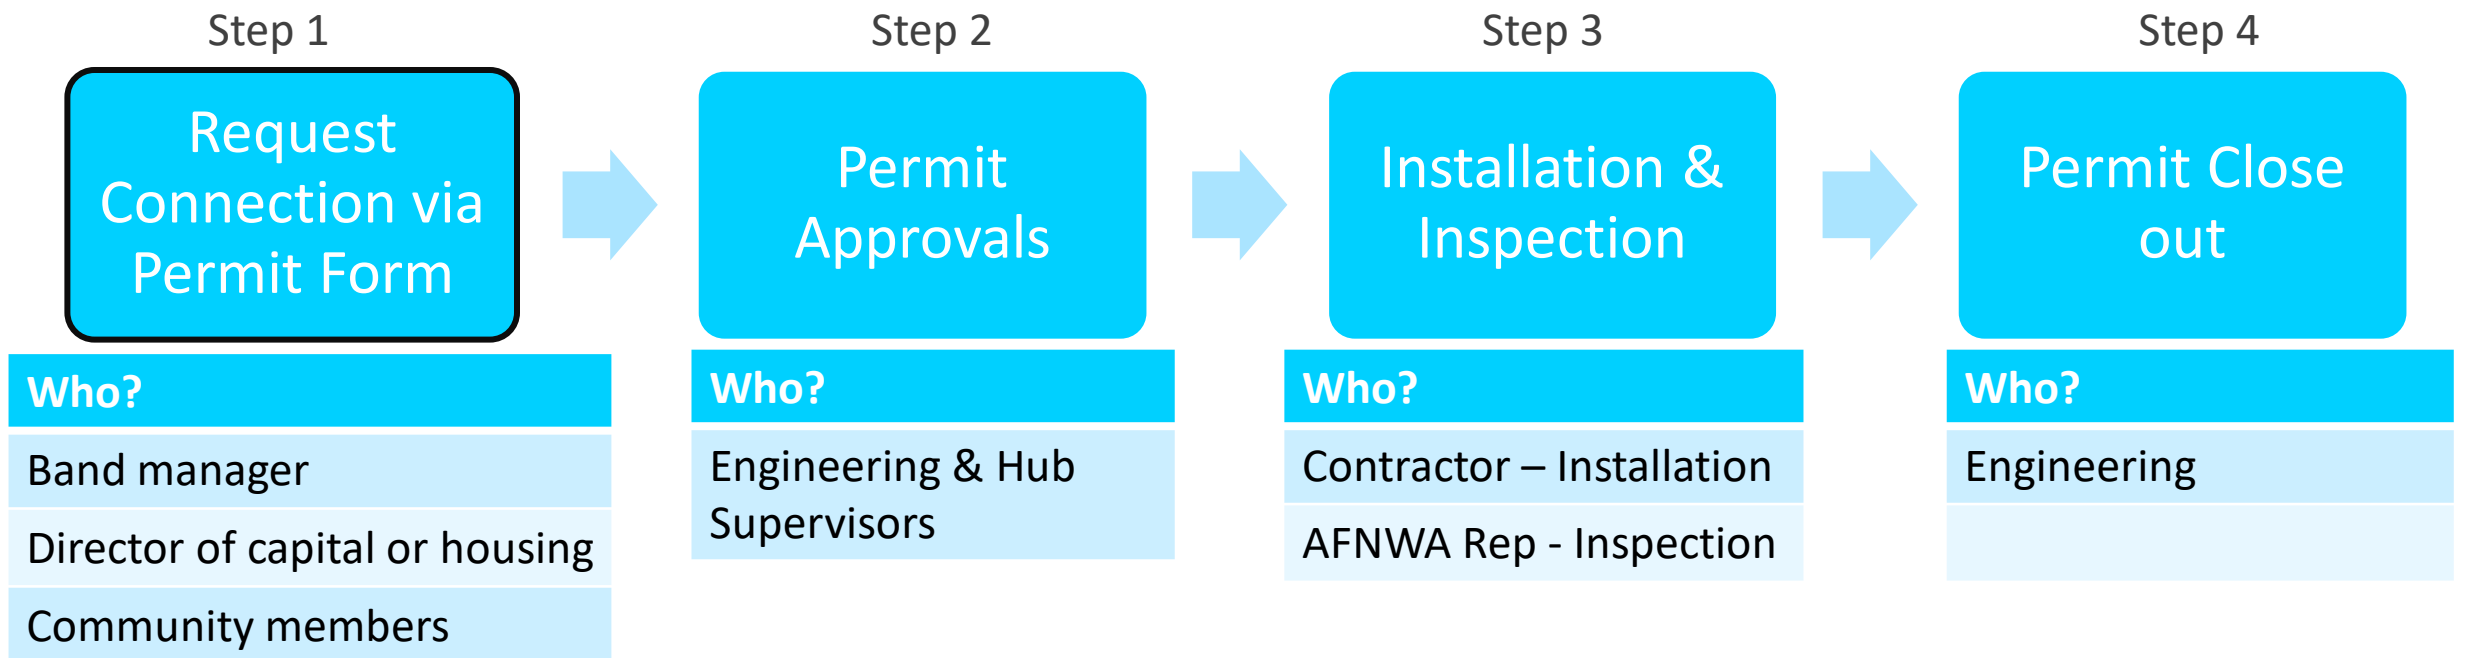 Step 1
Request
Connection via
Permit Form
Who?
Band manager
Director of capital or housing
Community members
Step 2
Permit
Approvals
Who?
Engineering & Hub
Supervisors
Step 3
Installation &
Inspection
Who?
Contractor – Installation
AFNWA Rep - Inspection
Step 4
Permit Close
out
Who?
Engineering